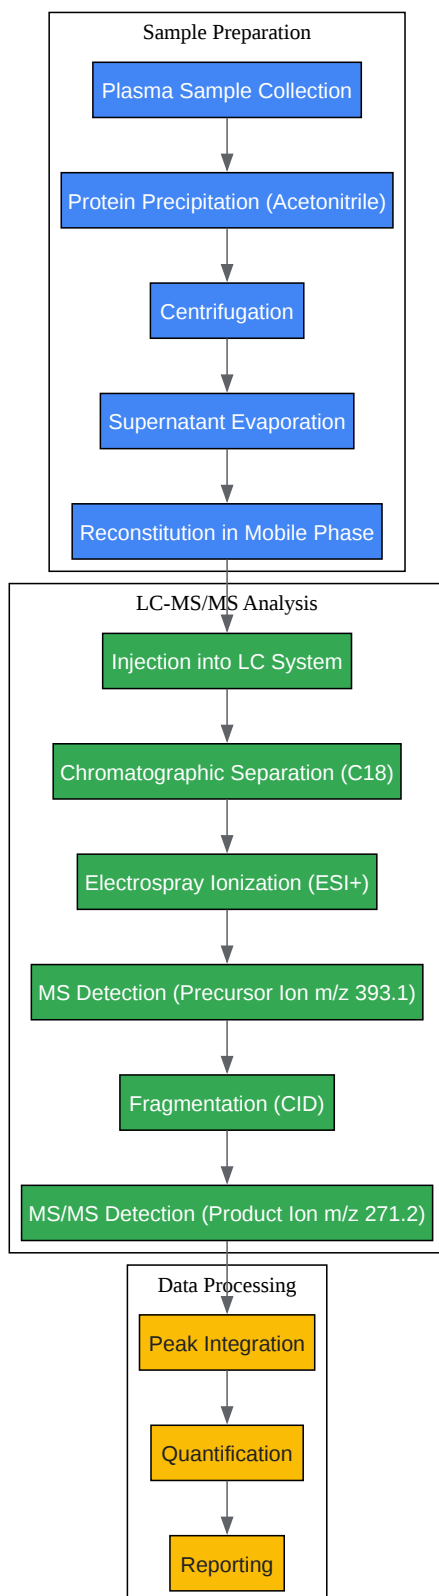 Sample Preparation
Plasma Sample Collection
Protein Precipitation (Acetonitrile)
Centrifugation
Supernatant Evaporation
Reconstitution in Mobile Phase
LC-MS/MS Analysis
Injection into LC System
Chromatographic Separation (C18)
Electrospray Ionization (ESI+)
MS Detection (Precursor Ion m/z 393.1)
Fragmentation (CID)
MS/MS Detection (Product Ion m/z 271.2)
Data Processing
Peak Integration
Quantification
Reporting